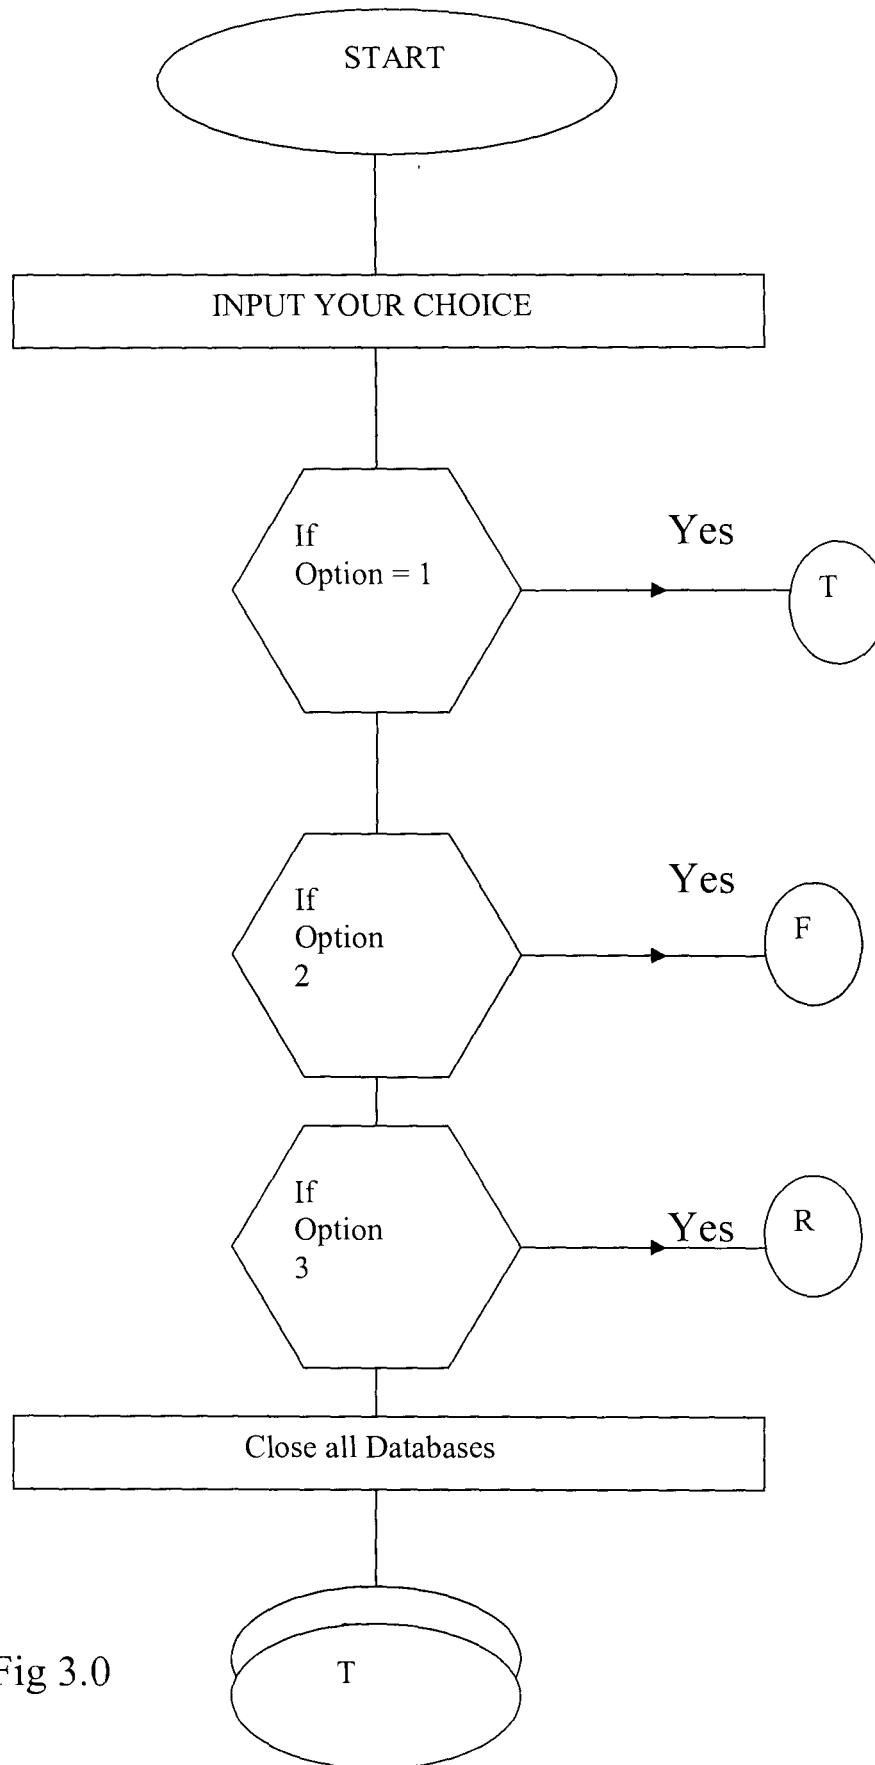 START
INPUT YOUR CHOICE
If
Option = 1
Yes
T
If
Option
2
Yes
F
If
Option
3
Yes
R
Close all Databases
T
Fig 3.0